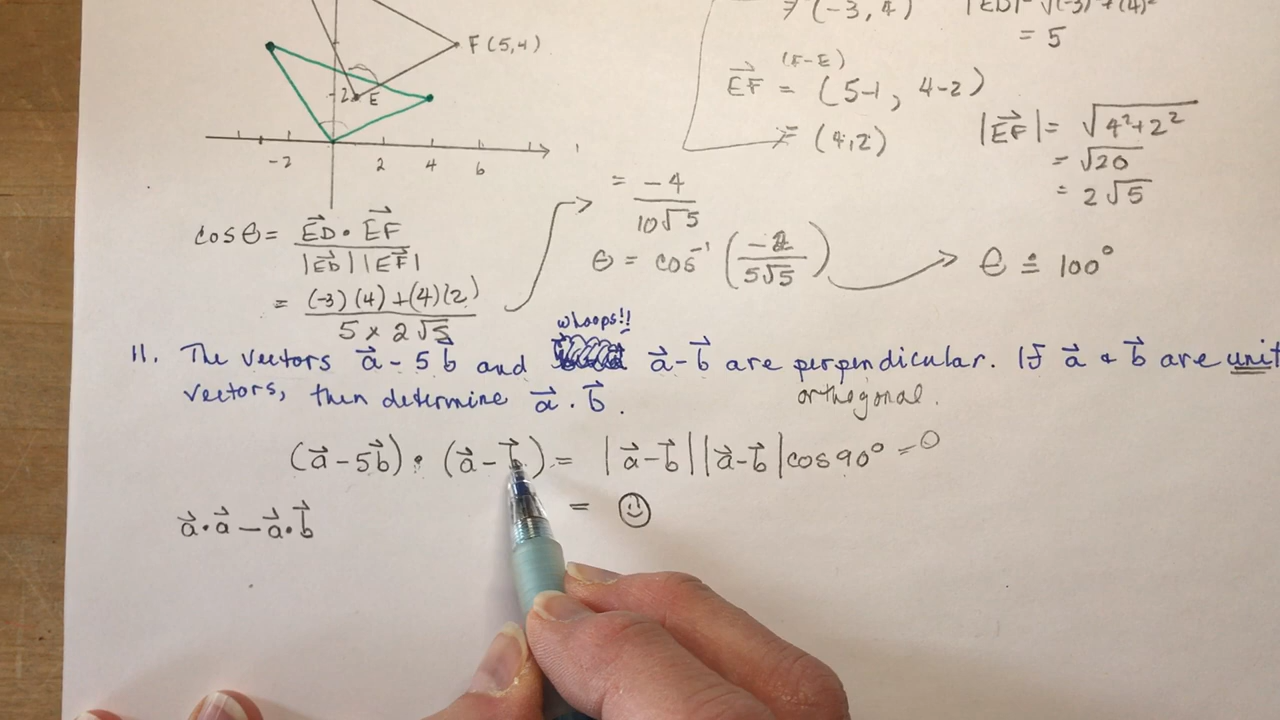 ⇒ (-3, 4) |ED| = √(-3)² + (4)²
= 5
F (5,4)
(F-E)
EF⃗ = (5-1, 4-2)
= (4,2)
|EF⃗| = √4²+2²
= √20
= 2√5
2 E
-2 2 4 6
cos θ = ED⃗ • EF⃗ / |ED⃗| |EF⃗|
= (-3)(4) + (4)(2) / 5 × 2√5
= -4 / 10√5
θ = cos⁻¹ (-2 / 5√5)
θ ≐ 100°
whoops!!
11. The vectors a⃗ - 5b⃗ and a⃗ - b⃗ are perpendicular. If a⃗ & b⃗ are unit
vectors, then determine a⃗ . b⃗. orthogonal.
(a⃗ - 5b⃗) • (a⃗ - b⃗) = |a⃗ - b⃗| |a⃗ - b⃗| cos 90° = 0
= ☺
a⃗•a⃗ - a⃗•b⃗